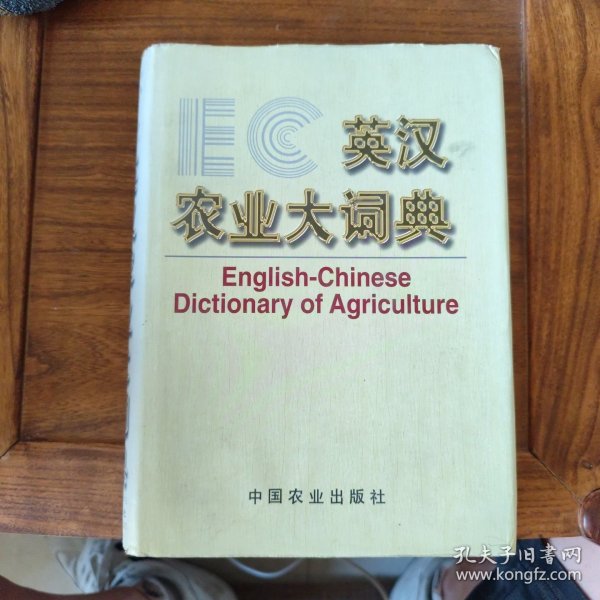 EC 英汉
农业大词典
English-Chinese
Dictionary of Agriculture
中国农业出版社
孔夫子旧书网
www.kongfz.com